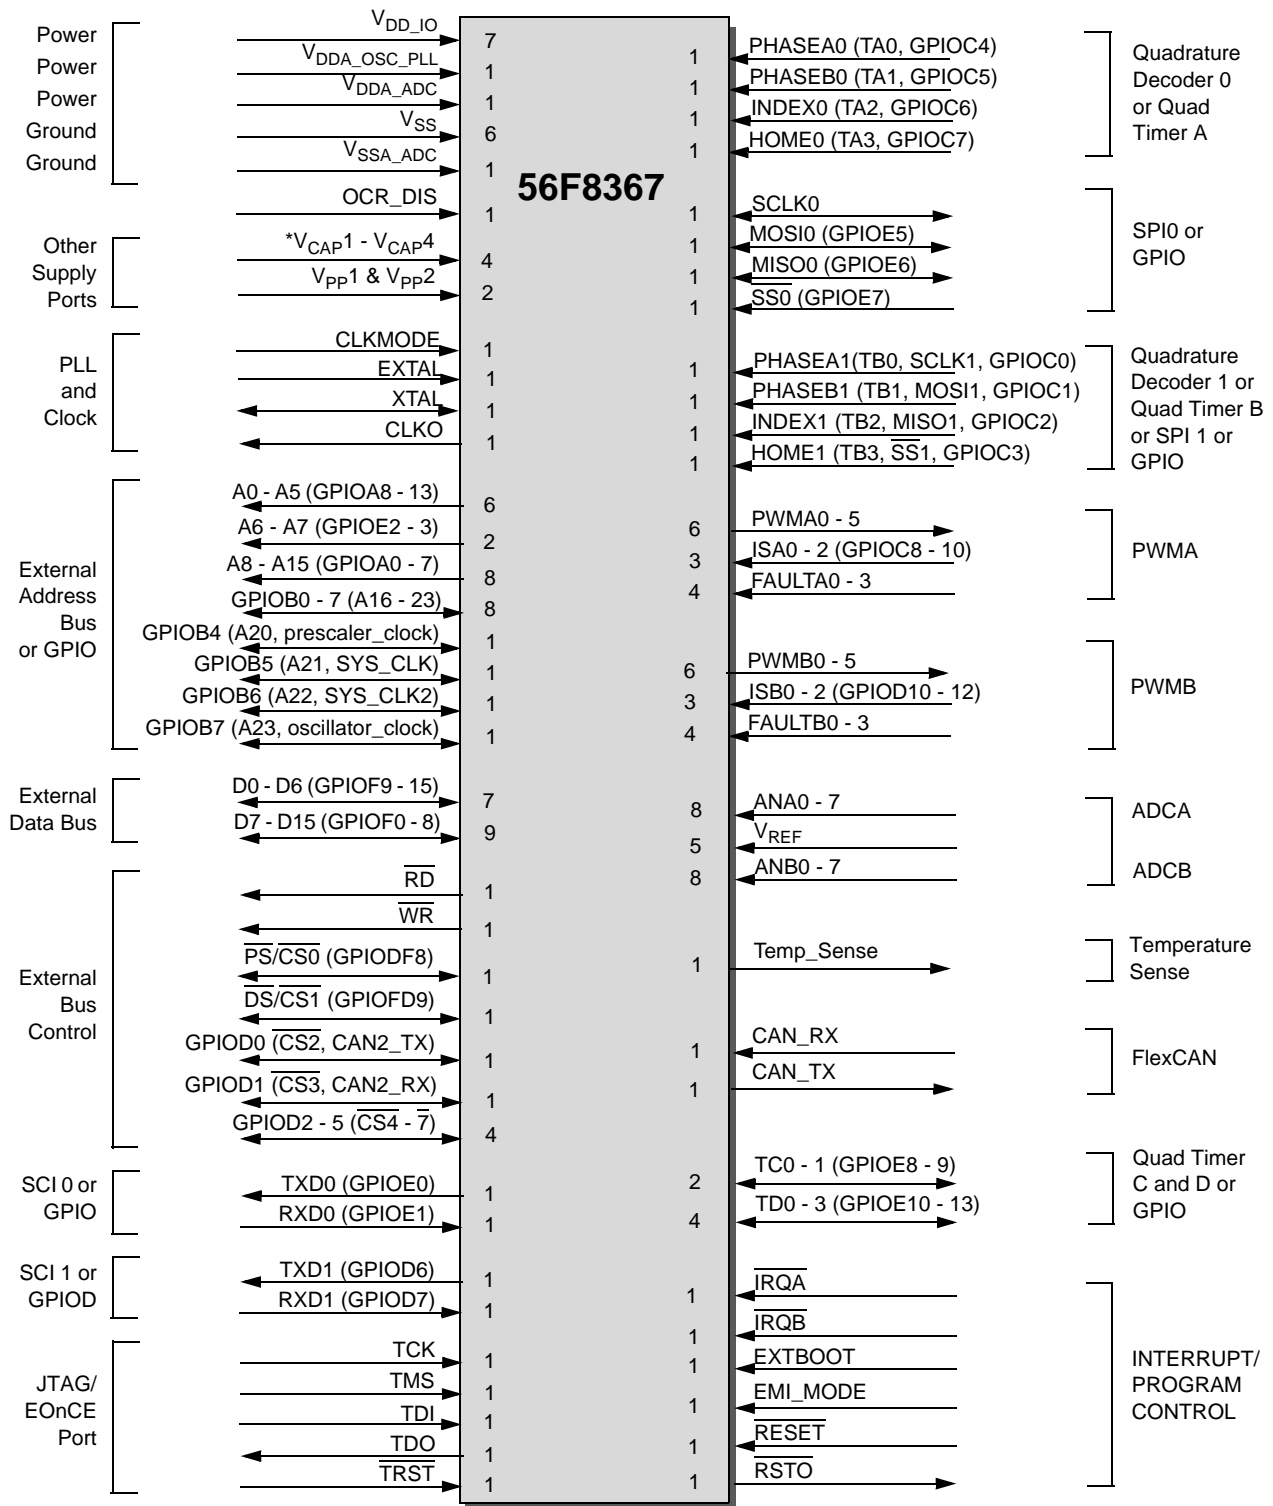 56F8367
Power
Power
Power
Ground
Ground
VDD_IO
7
VDDA_OSC_PLL
1
VDDA_ADC
1
VSS
6
VSSA_ADC
1
OCR_DIS
1
Other
Supply
Ports
*VCAP1 - VCAP4
4
VPP1 & VPP2
2
PLL
and
Clock
CLKMODE
1
EXTAL
1
XTAL
1
CLKO
1
External
Address
Bus
or GPIO
A0 - A5 (GPIOA8 - 13)
6
A6 - A7 (GPIOE2 - 3)
2
A8 - A15 (GPIOA0 - 7)
8
GPIOB0 - 7 (A16 - 23)
8
GPIOB4 (A20, prescaler_clock)
1
GPIOB5 (A21, SYS_CLK)
1
GPIOB6 (A22, SYS_CLK2)
1
GPIOB7 (A23, oscillator_clock)
1
External
Data Bus
D0 - D6 (GPIOF9 - 15)
7
D7 - D15 (GPIOF0 - 8)
9
External
Bus
Control
RD
1
WR
1
PS/CS0 (GPIODF8)
1
DS/CS1 (GPIOFD9)
1
GPIOD0 (CS2, CAN2_TX)
1
GPIOD1 (CS3, CAN2_RX)
1
GPIOD2 - 5 (CS4 - 7)
4
SCI 0 or
GPIO
TXD0 (GPIOE0)
1
RXD0 (GPIOE1)
1
SCI 1 or
GPIOD
TXD1 (GPIOD6)
1
RXD1 (GPIOD7)
1
JTAG/
EOnCE
Port
TCK
1
TMS
1
TDI
1
TDO
1
TRST
1
1
PHASEA0 (TA0, GPIOC4)
1
PHASEB0 (TA1, GPIOC5)
1
INDEX0 (TA2, GPIOC6)
1
HOME0 (TA3, GPIOC7)
Quadrature
Decoder 0
or Quad
Timer A
1
SCLK0
1
MOSI0 (GPIOE5)
1
MISO0 (GPIOE6)
1
SS0 (GPIOE7)
SPI0 or
GPIO
1
PHASEA1(TB0, SCLK1, GPIOC0)
1
PHASEB1 (TB1, MOSI1, GPIOC1)
1
INDEX1 (TB2, MISO1, GPIOC2)
1
HOME1 (TB3, SS1, GPIOC3)
Quadrature
Decoder 1 or
Quad Timer B
or SPI 1 or
GPIO
6
PWMA0 - 5
3
ISA0 - 2 (GPIOC8 - 10)
4
FAULTA0 - 3
PWMA
6
PWMB0 - 5
3
ISB0 - 2 (GPIOD10 - 12)
4
FAULTB0 - 3
PWMB
8
ANA0 - 7
5
VREF
8
ANB0 - 7
ADCA
ADCB
1
Temp_Sense
Temperature
Sense
1
CAN_RX
1
CAN_TX
FlexCAN
2
TC0 - 1 (GPIOE8 - 9)
4
TD0 - 3 (GPIOE10 - 13)
Quad Timer
C and D or
GPIO
1
IRQA
1
IRQB
1
EXTBOOT
1
EMI_MODE
1
RESET
1
RSTO
INTERRUPT/
PROGRAM
CONTROL